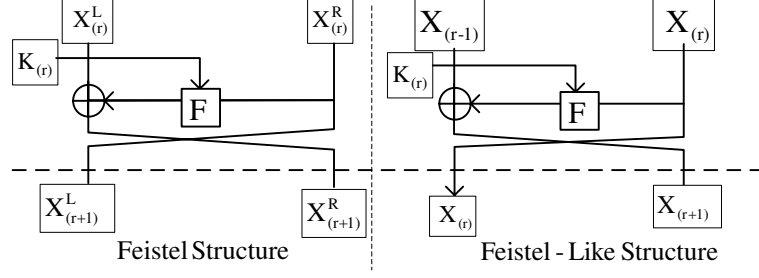 X^L_(r) X^R_(r) X_(r-1) X_(r)
K_(r) K_(r)
F F
X^L_(r+1) X^R_(r+1) X_(r) X_(r+1)
Feistel Structure Feistel - Like Structure